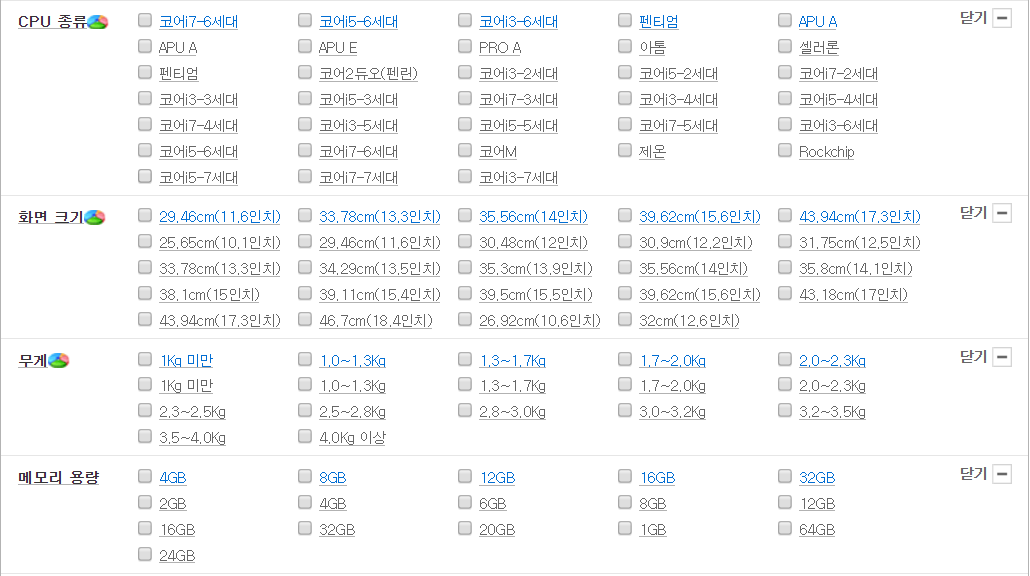 CPU 종류 코어i7-6세대 코어i5-6세대 코어i3-6세대 펜티엄 APU A 닫기
APU A APU E PRO A 아톰 셀러론
펜티엄 코어2듀오(펜린) 코어i3-2세대 코어i5-2세대 코어i7-2세대
코어i3-3세대 코어i5-3세대 코어i7-3세대 코어i3-4세대 코어i5-4세대
코어i7-4세대 코어i3-5세대 코어i5-5세대 코어i7-5세대 코어i3-6세대
코어i5-6세대 코어i7-6세대 코어M 제온 Rockchip
코어i5-7세대 코어i7-7세대 코어i3-7세대
화면 크기 29.46cm(11.6인치) 33.78cm(13.3인치) 35.56cm(14인치) 39.62cm(15.6인치) 43.94cm(17.3인치) 닫기
25.65cm(10.1인치) 29.46cm(11.6인치) 30.48cm(12인치) 30.9cm(12.2인치) 31.75cm(12.5인치)
33.78cm(13.3인치) 34.29cm(13.5인치) 35.3cm(13.9인치) 35.56cm(14인치) 35.8cm(14.1인치)
38.1cm(15인치) 39.11cm(15.4인치) 39.5cm(15.5인치) 39.62cm(15.6인치) 43.18cm(17인치)
43.94cm(17.3인치) 46.7cm(18.4인치) 26.92cm(10.6인치) 32cm(12.6인치)
무게 1Kg 미만 1.0~1.3Kg 1.3~1.7Kg 1.7~2.0Kg 2.0~2.3Kg 닫기
1Kg 미만 1.0~1.3Kg 1.3~1.7Kg 1.7~2.0Kg 2.0~2.3Kg
2.3~2.5Kg 2.5~2.8Kg 2.8~3.0Kg 3.0~3.2Kg 3.2~3.5Kg
3.5~4.0Kg 4.0Kg 이상
메모리 용량 4GB 8GB 12GB 16GB 32GB 닫기
2GB 4GB 6GB 8GB 12GB
16GB 32GB 20GB 1GB 64GB
24GB